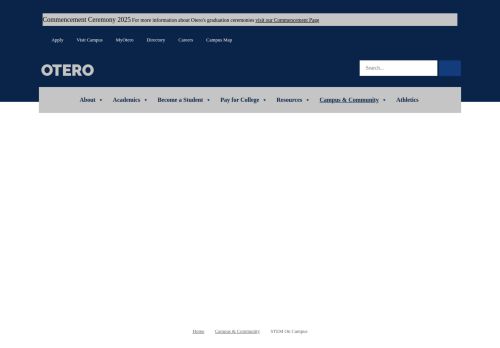 Commencement Ceremony 2025 For more information about Otero's graduation ceremonies visit our Commencement Page
Apply Visit Campus MyOtero Directory Careers Campus Map
OTERO
Search...
About Academics Become a Student Pay for College Resources Campus & Community Athletics
Home Campus & Community STEM On Campus